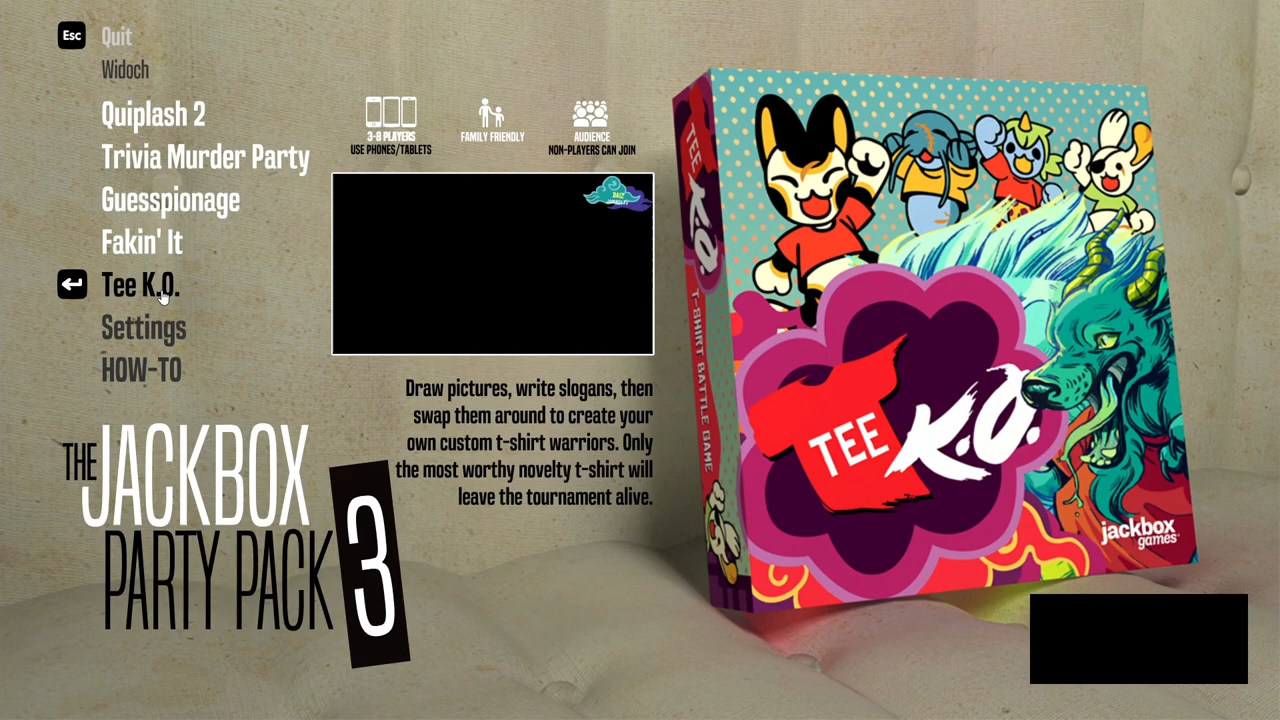 Esc
Quit
Widoch
Quiplash 2
Trivia Murder Party
Guesspionage
Fakin' It
Tee K.O.
Settings
HOW-TO
3-8 PLAYERS
USE PHONES/TABLETS
FAMILY FRIENDLY
AUDIENCE
NON-PLAYERS CAN JOIN
Draw pictures, write slogans, then
swap them around to create your
own custom t-shirt warriors. Only
the most worthy novelty t-shirt will
leave the tournament alive.
THE JACKBOX
PARTY PACK 3
TEE K.O.
T-SHIRT BATTLE GAME
TEE K.O.
jackbox
games